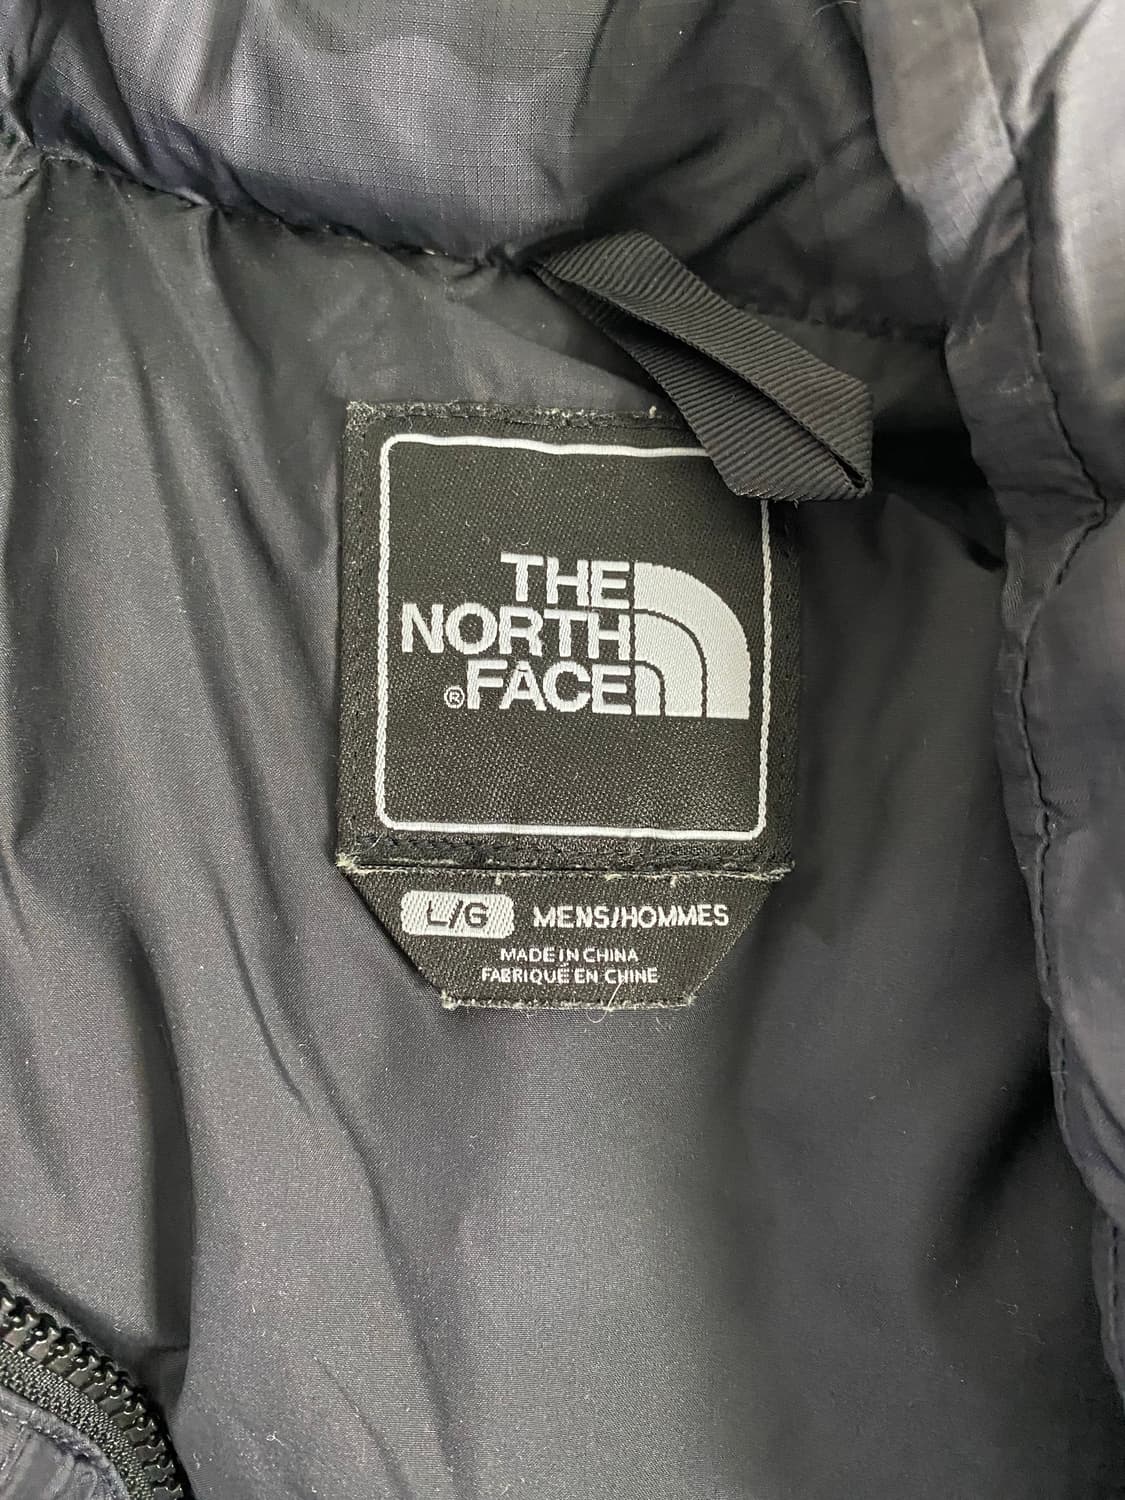 THE
NORTH
®FACE
L/G MENS/HOMMES
MADE IN CHINA
FABRIQUÉ EN CHINE